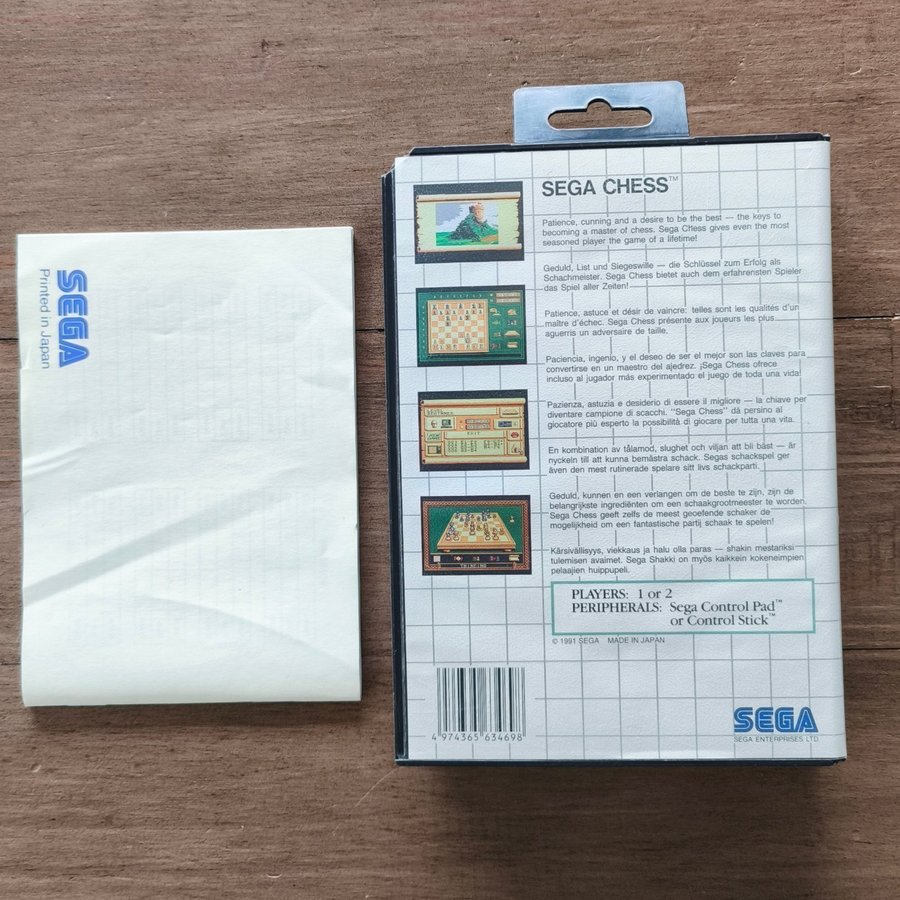 SEGA
Printed in Japan
SEGA CHESS™
Patience, cunning and a desire to be the best — the keys to
becoming a master of chess. Sega Chess gives even the most
seasoned player the game of a lifetime!
Geduld, List und Siegeswille — die Schlüssel zum Erfolg als
Schachmeister. Sega Chess bietet auch dem erfahrensten Spieler
das Spiel aller Zeiten!
Patience, astuce et désir de vaincre: telles sont les qualités d'un
maître d'échec. Sega Chess présente aux joueurs les plus
aguerris un adversaire de taille.
Paciencia, ingenio, y el deseo de ser el mejor son las claves para
convertirse en un maestro del ajedrez. ¡Sega Chess ofrece
incluso al jugador más experimentado el juego de toda una vida!
Pazienza, astuzia e desiderio di essere il migliore — la chiave per
diventare campione di scacchi. "Sega Chess" dà persino al
giocatore più esperto la possibilità di giocare per tutta una vita.
En kombination av tålamod, slughet och viljan att bli bäst — är
nyckeln till att kunna bemästra schack. Segas schackspel ger
även den mest rutinerade spelare sitt livs schackparti.
Geduld, kunnen en een verlangen om de beste te zijn, zijn de
belangrijkste ingrediënten om een schaakgrootmeester te worden.
Sega Chess geeft zelfs de meest geoefende schaker de
mogelijkheid om een fantastische partij schaak te spelen!
Kärsivällisyys, viekkaus ja halu olla paras — shakin mestariksi
tulemisen avaimet. Sega Shakki on myös kaikkein kokeneimpien
pelaajien huippupeli.
THINKING
PLAYERS: 1 or 2
PERIPHERALS: Sega Control Pad™
or Control Stick™
© 1991 SEGA MADE IN JAPAN
4 974365 634698
SEGA
SEGA ENTERPRISES LTD.